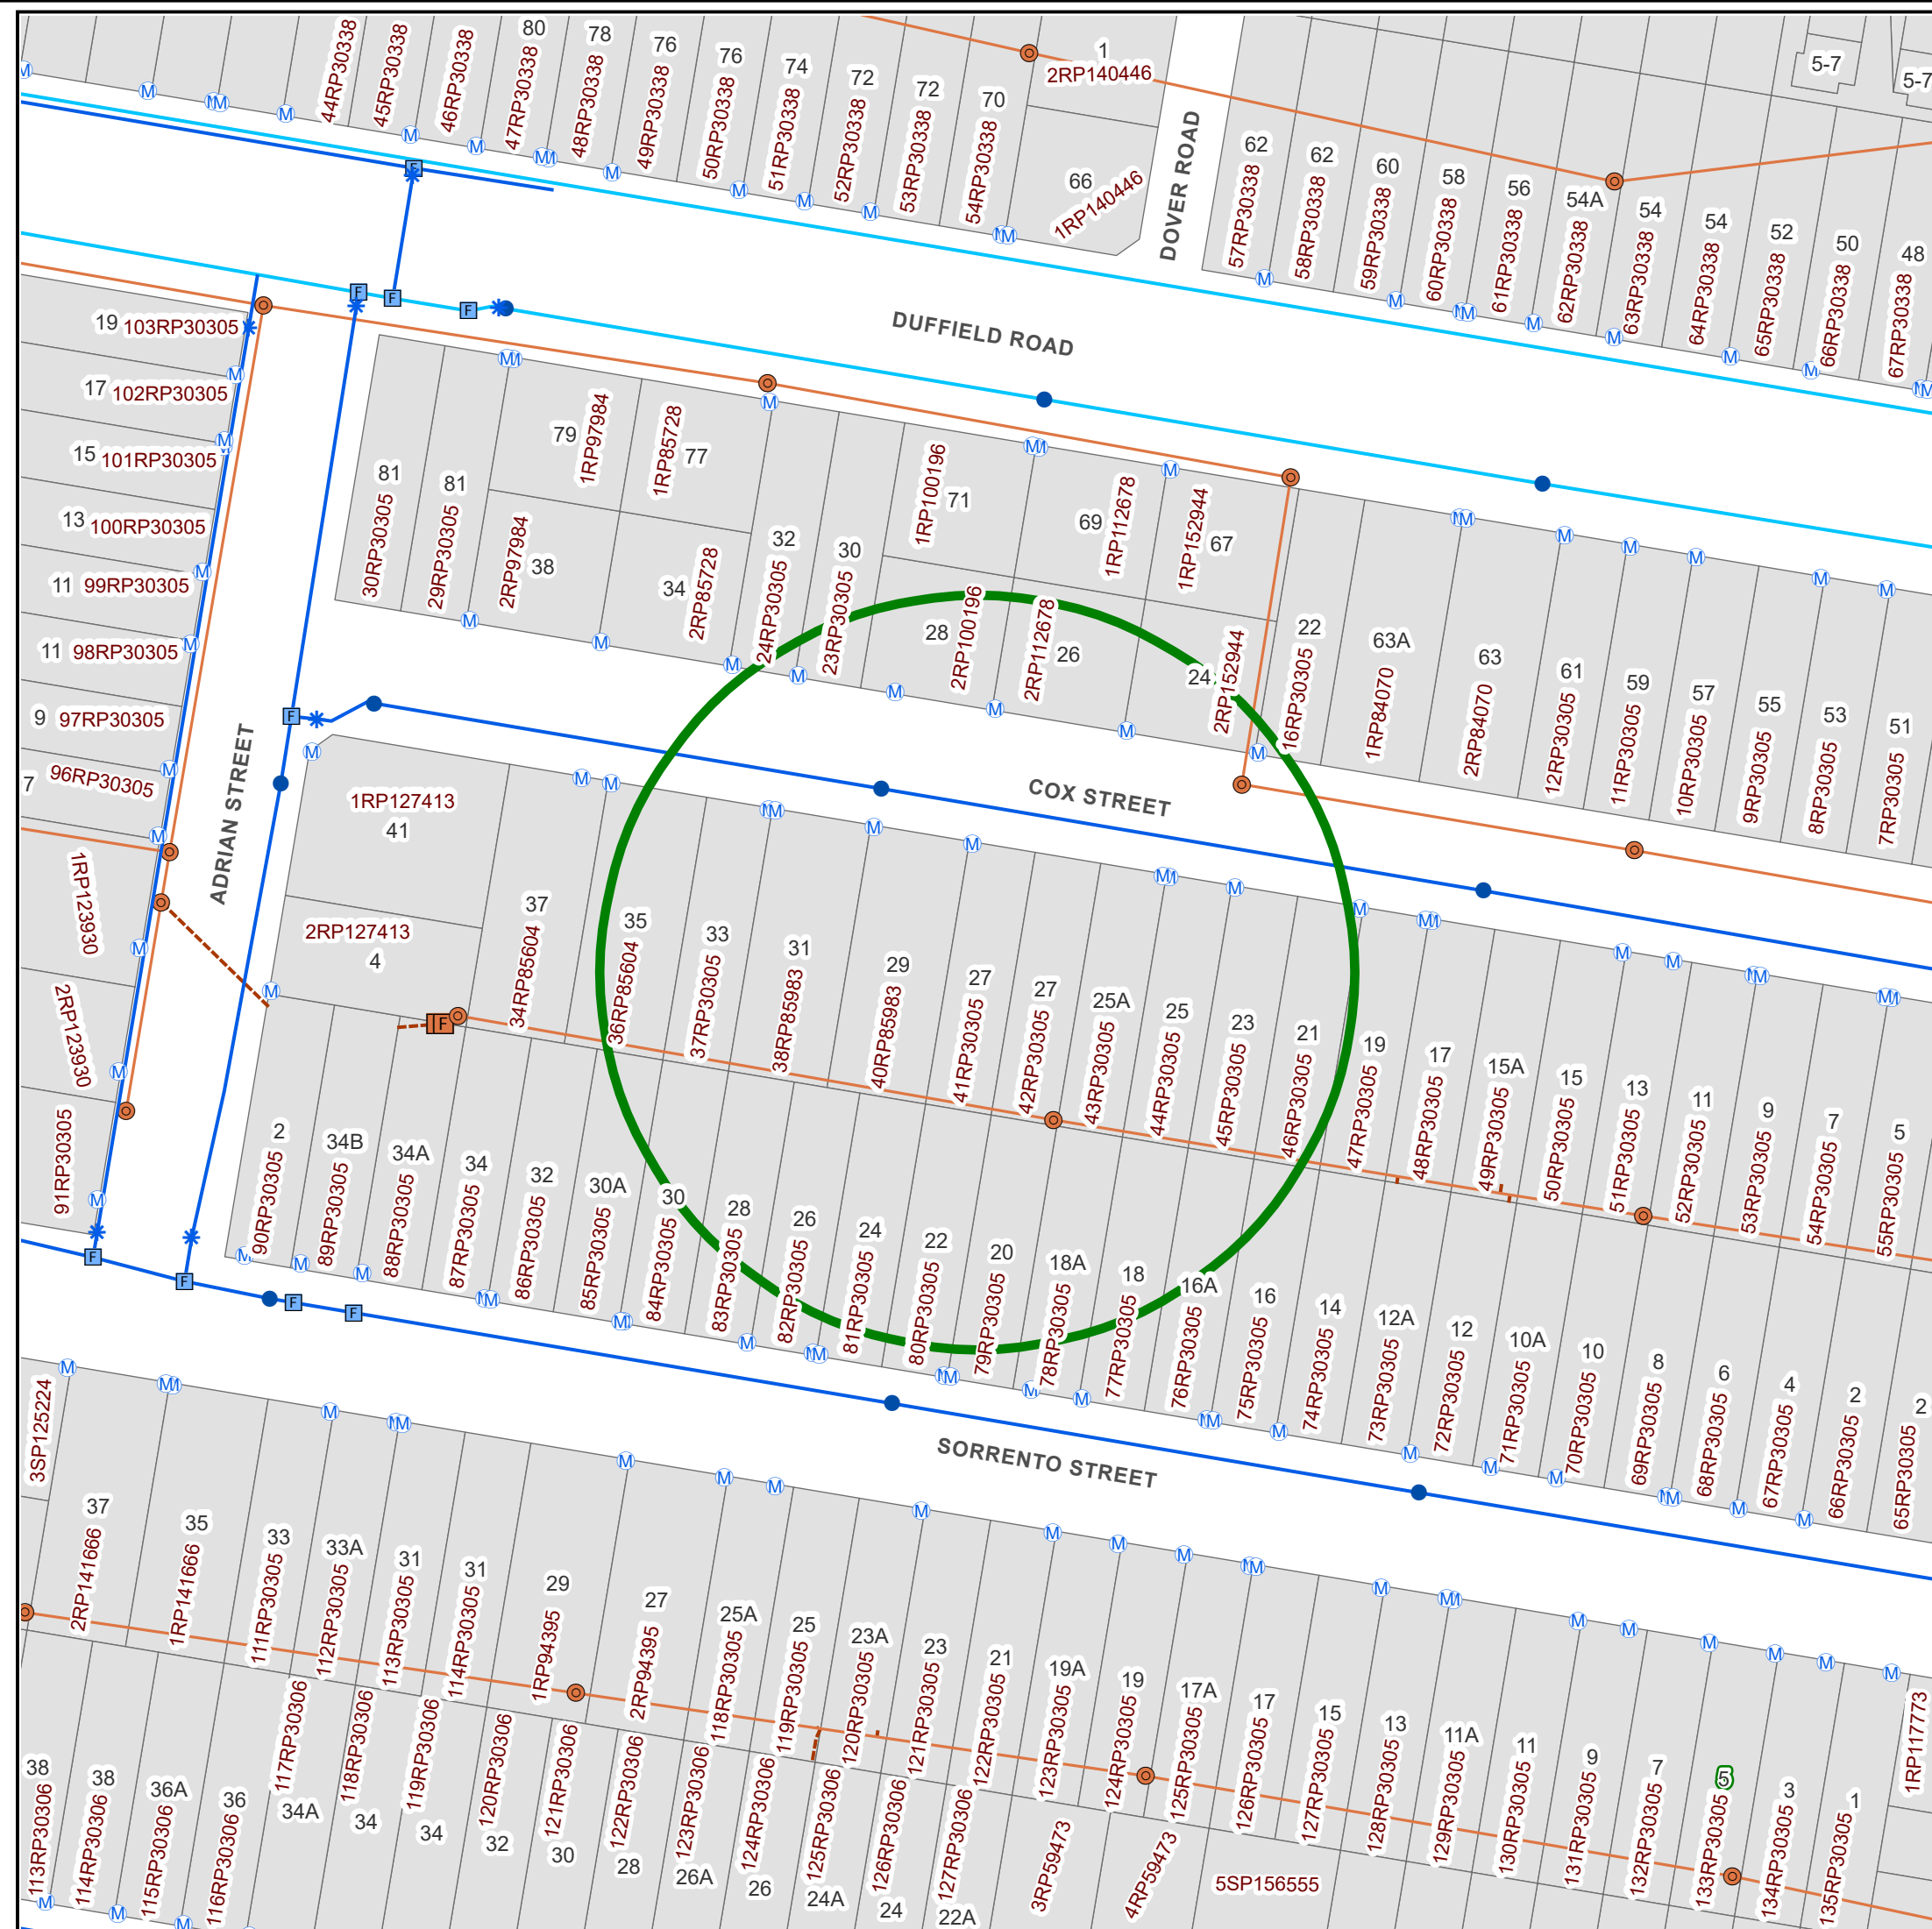 44RP30338
45RP30338
46RP30338
80
47RP30338
78
48RP30338
76
49RP30338
76
50RP30338
74
51RP30338
72
52RP30338
72
53RP30338
70
54RP30338
1
2RP140446
66
1RP140446
DOVER ROAD
5-7
5-7
62
57RP30338
62
58RP30338
60
59RP30338
58
60RP30338
56
61RP30338
54A
62RP30338
54
63RP30338
54
64RP30338
52
65RP30338
50
66RP30338
48
67RP30338
DUFFIELD ROAD
19 103RP30305
17 102RP30305
15 101RP30305
13 100RP30305
11 99RP30305
11 98RP30305
9 97RP30305
7 96RP30305
1RP123930
2RP123930
91RP30305
ADRIAN STREET
81
30RP30305
81
29RP30305
79
1RP97984
2RP97984
38
1RP85728
77
34
2RP85728
32
24RP30305
30
23RP30305
1RP100196
71
28
2RP100196
69
1RP112678
2RP112678
26
1RP152944
67
24
2RP152944
22
16RP30305
63A
1RP84070
63
2RP84070
61
12RP30305
59
11RP30305
57
10RP30305
55
9RP30305
53
8RP30305
51
7RP30305
COX STREET
1RP127413
41
2RP127413
4
37
34RP85604
35
36RP85604
33
37RP30305
31
38RP85983
29
40RP85983
27
41RP30305
27
42RP30305
25A
43RP30305
25
44RP30305
23
45RP30305
21
46RP30305
19
47RP30305
17
48RP30305
15A
49RP30305
15
50RP30305
13
51RP30305
11
52RP30305
9
53RP30305
7
54RP30305
5
55RP30305
2
90RP30305
34B
89RP30305
34A
88RP30305
34
87RP30305
32
86RP30305
30A
85RP30305
30
84RP30305
28
83RP30305
26
82RP30305
24
81RP30305
22
80RP30305
20
79RP30305
18A
78RP30305
18
77RP30305
16A
76RP30305
16
75RP30305
14
74RP30305
12A
73RP30305
12
72RP30305
10A
71RP30305
10
70RP30305
8
69RP30305
6
68RP30305
4
67RP30305
2
66RP30305
2
65RP30305
SORRENTO STREET
3SP125224
37
2RP141666
35
1RP141666
33
111RP30305
33A
112RP30305
31
113RP30305
31
114RP30305
29
1RP94395
27
2RP94395
25A
118RP30305
25
119RP30305
23A
120RP30305
23
121RP30305
21
122RP30305
19A
123RP30305
19
124RP30305
17A
125RP30305
17
126RP30305
15
127RP30305
13
128RP30305
11A
129RP30305
11
130RP30305
9
131RP30305
7
132RP30305
5
133RP30305
3
134RP30305
1
135RP30305
1RP117773
38
113RP30306
38
114RP30306
36A
115RP30306
36
116RP30306
117RP30306
34A
118RP30306
34
119RP30306
34
120RP30306
32
121RP30306
30
122RP30306
28
123RP30306
26A
124RP30306
26
125RP30306
24A
126RP30306
24
127RP30306
22A
3RP59473
4RP59473
5SP156555